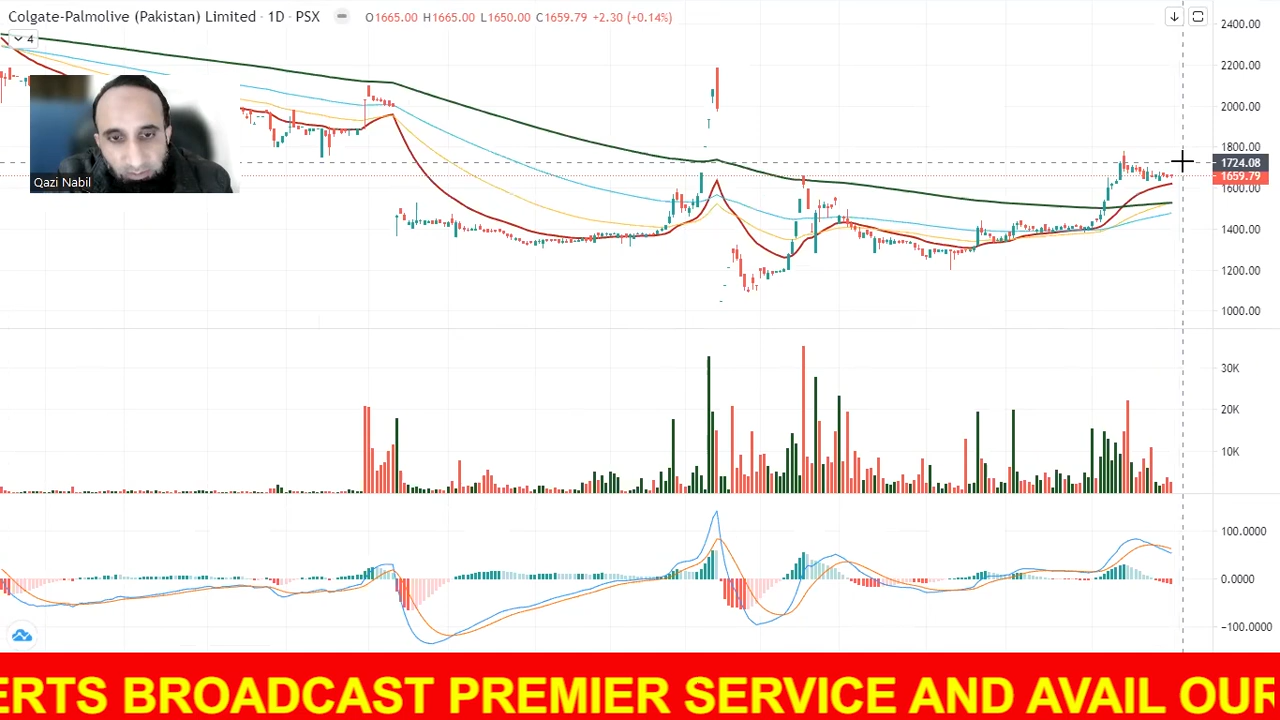 Colgate-Palmolive (Pakistan) Limited · 1D · PSX O1665.00 H1665.00 L1650.00 C1659.79 +2.30 (+0.14%)
4
Qazi Nabil
2400.00
2200.00
2000.00
1800.00
1724.08
1659.79
1600.00
1400.00
1200.00
1000.00
30K
20K
10K
100.0000
0.0000
−100.0000
ERTS BROADCAST PREMIER SERVICE AND AVAIL OUR